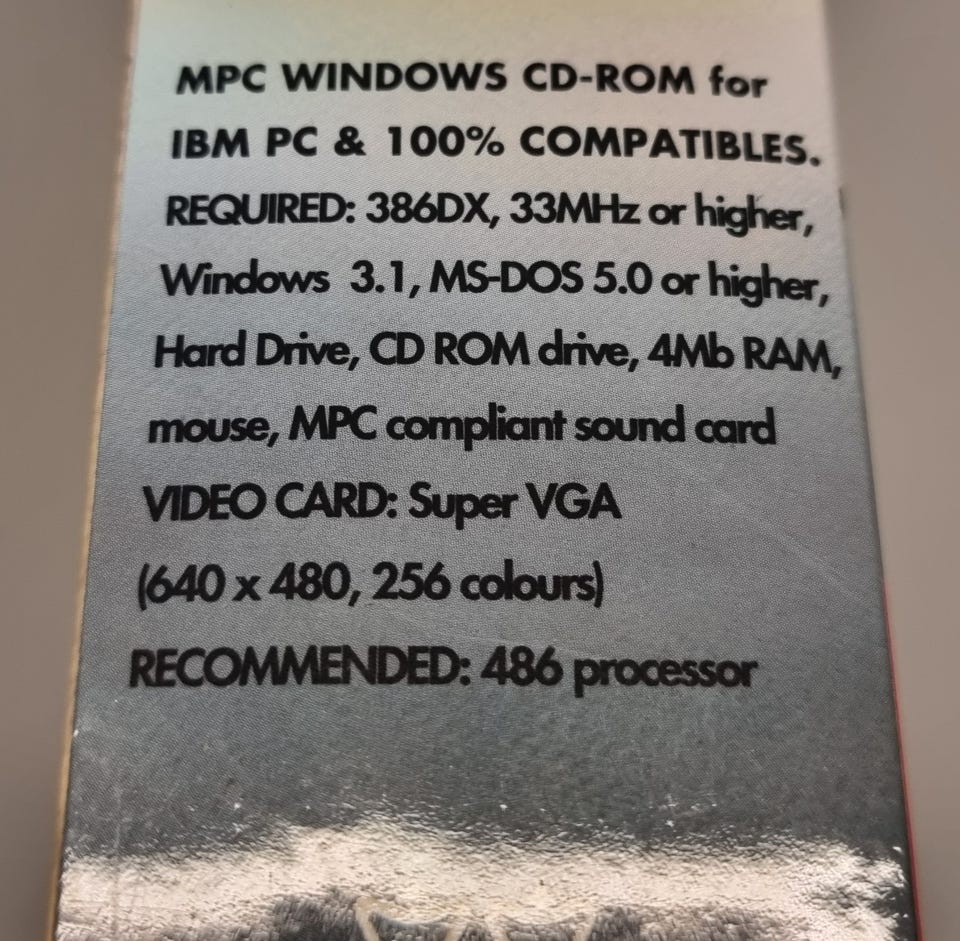 MPC WINDOWS CD-ROM for
IBM PC & 100% COMPATIBLES.
REQUIRED: 386DX, 33MHz or higher,
Windows 3.1, MS-DOS 5.0 or higher,
Hard Drive, CD ROM drive, 4Mb RAM,
mouse, MPC compliant sound card
VIDEO CARD: Super VGA
(640 x 480, 256 colours)
RECOMMENDED: 486 processor